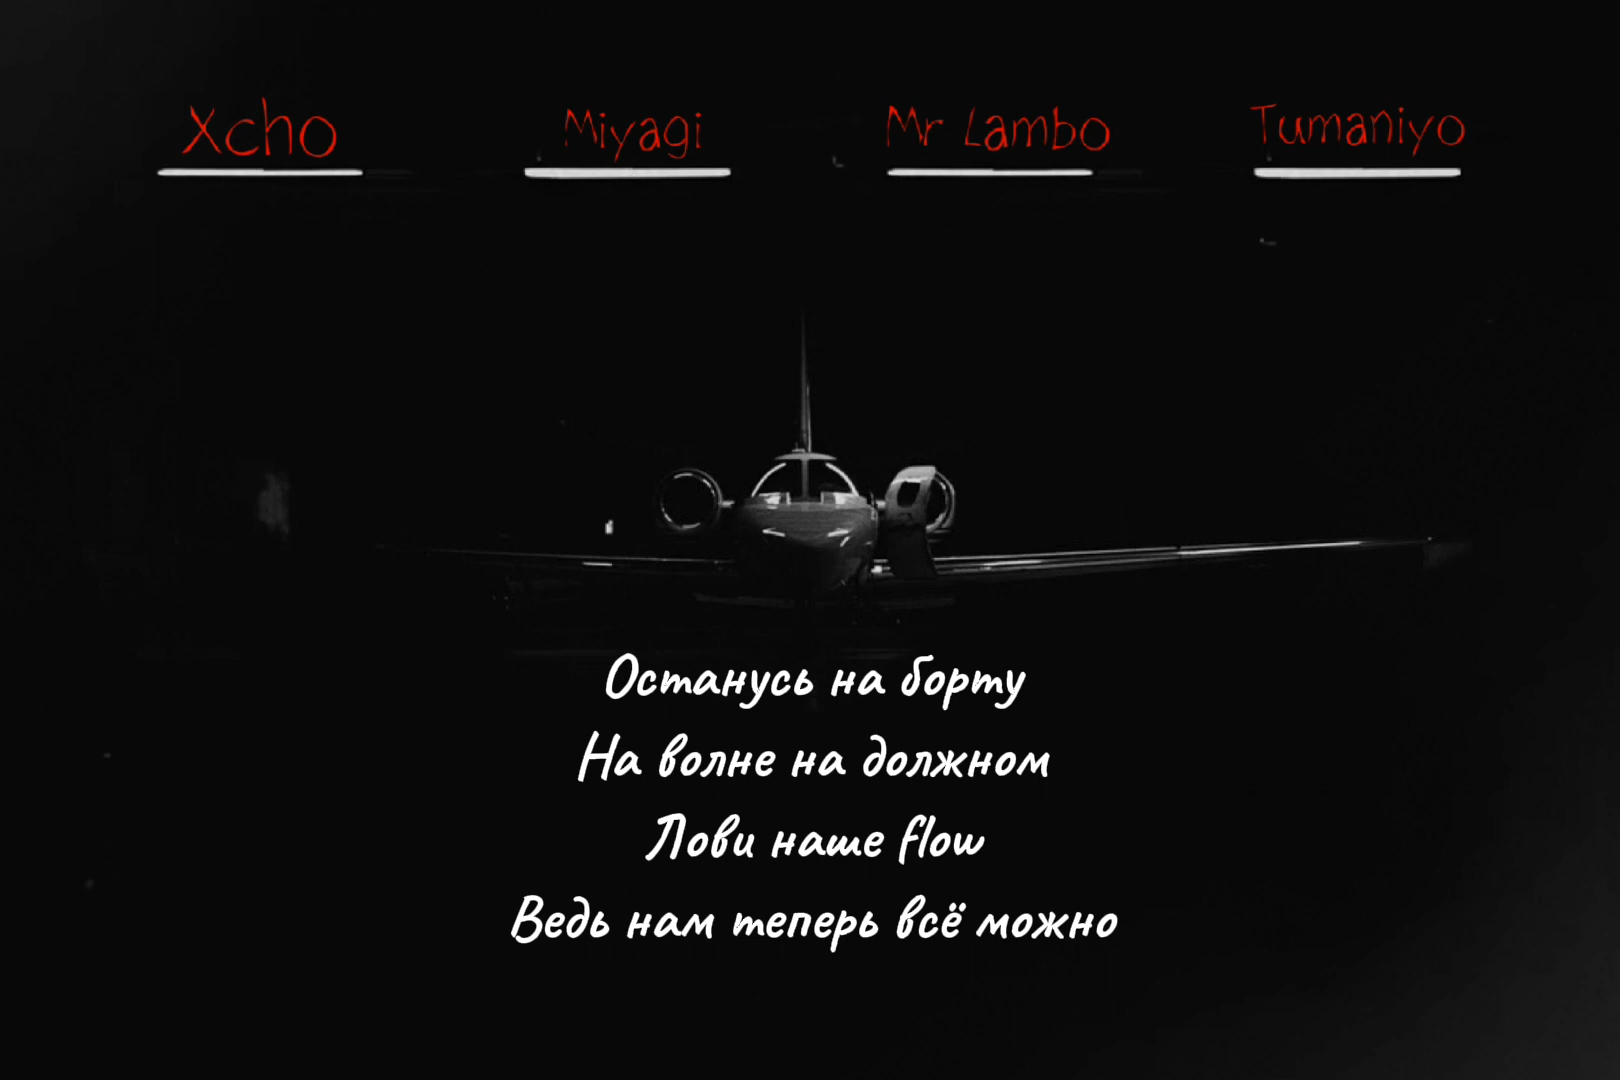 Xcho Miyagi Mr Lambo Tumaniyo
Останусь на борту
На волне на должном
Лови наше flow
Ведь нам теперь всё можно